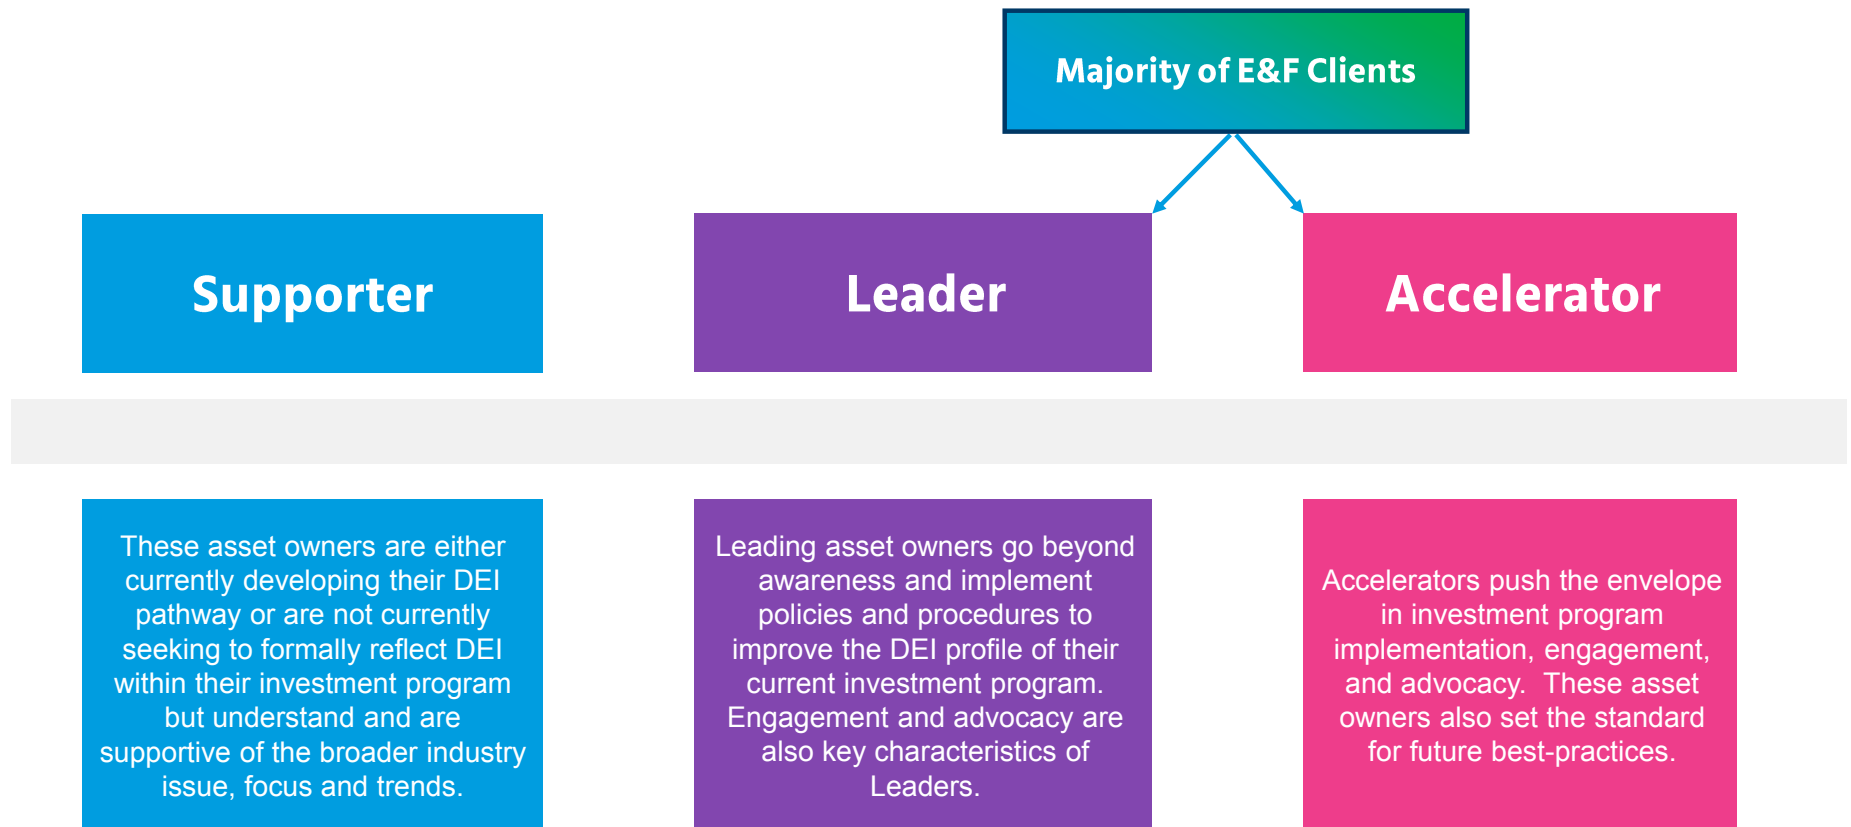 Majority of E&F Clients
Supporter
Leader
Accelerator
These asset owners are either
currently developing their DEI
pathway or are not currently
seeking to formally reflect DEI
within their investment program
but understand and are
supportive of the broader industry
issue, focus and trends.
Leading asset owners go beyond
awareness and implement
policies and procedures to
improve the DEI profile of their
current investment program.
Engagement and advocacy are
also key characteristics of
Leaders.
Accelerators push the envelope
in investment program
implementation, engagement,
and advocacy.  These asset
owners also set the standard
for future best-practices.